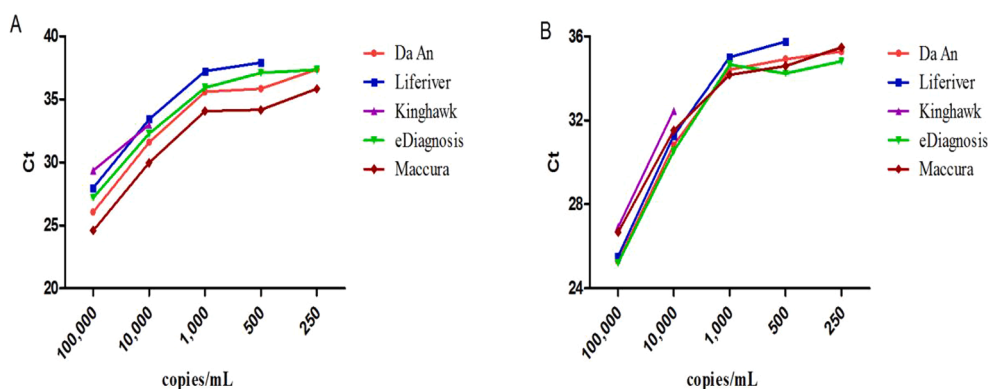 A
Ct
40
35
30
25
20
100,000
10,000
1,000
500
250
copies/mL
Da An
Liferiver
Kinghawk
eDiagnosis
Maccura
B
Ct
36
32
28
24
100,000
10,000
1,000
500
250
copies/mL
Da An
Liferiver
Kinghawk
eDiagnosis
Maccura